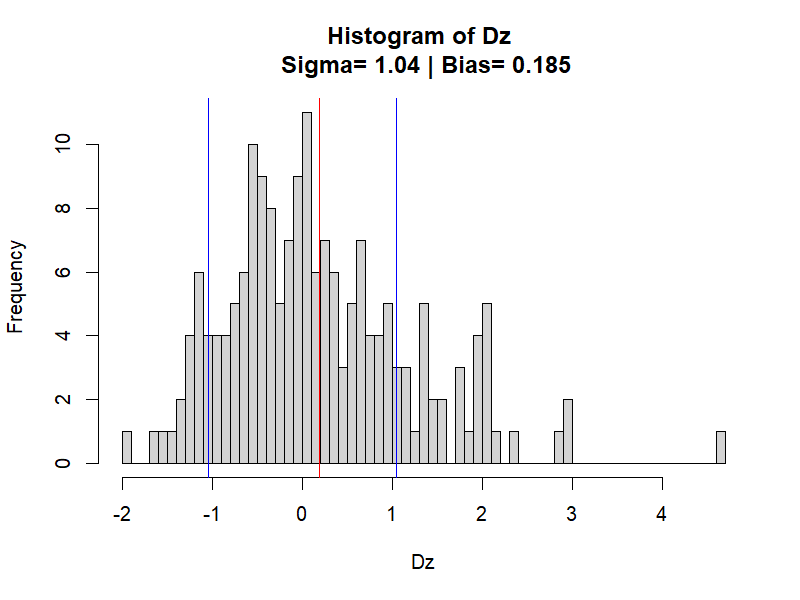 Histogram of Dz
Sigma= 1.04 | Bias= 0.185
Frequency
10
8
6
4
2
0
-2 -1 0 1 2 3 4
Dz